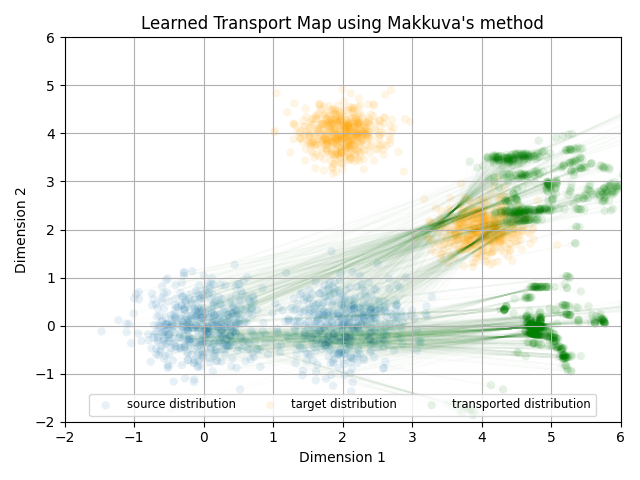 Learned Transport Map using Makkuva's method
6
5
4
3
2
1
0
−1
−2
Dimension 2
source distribution target distribution transported distribution
−2 −1 0 1 2 3 4 5 6
Dimension 1